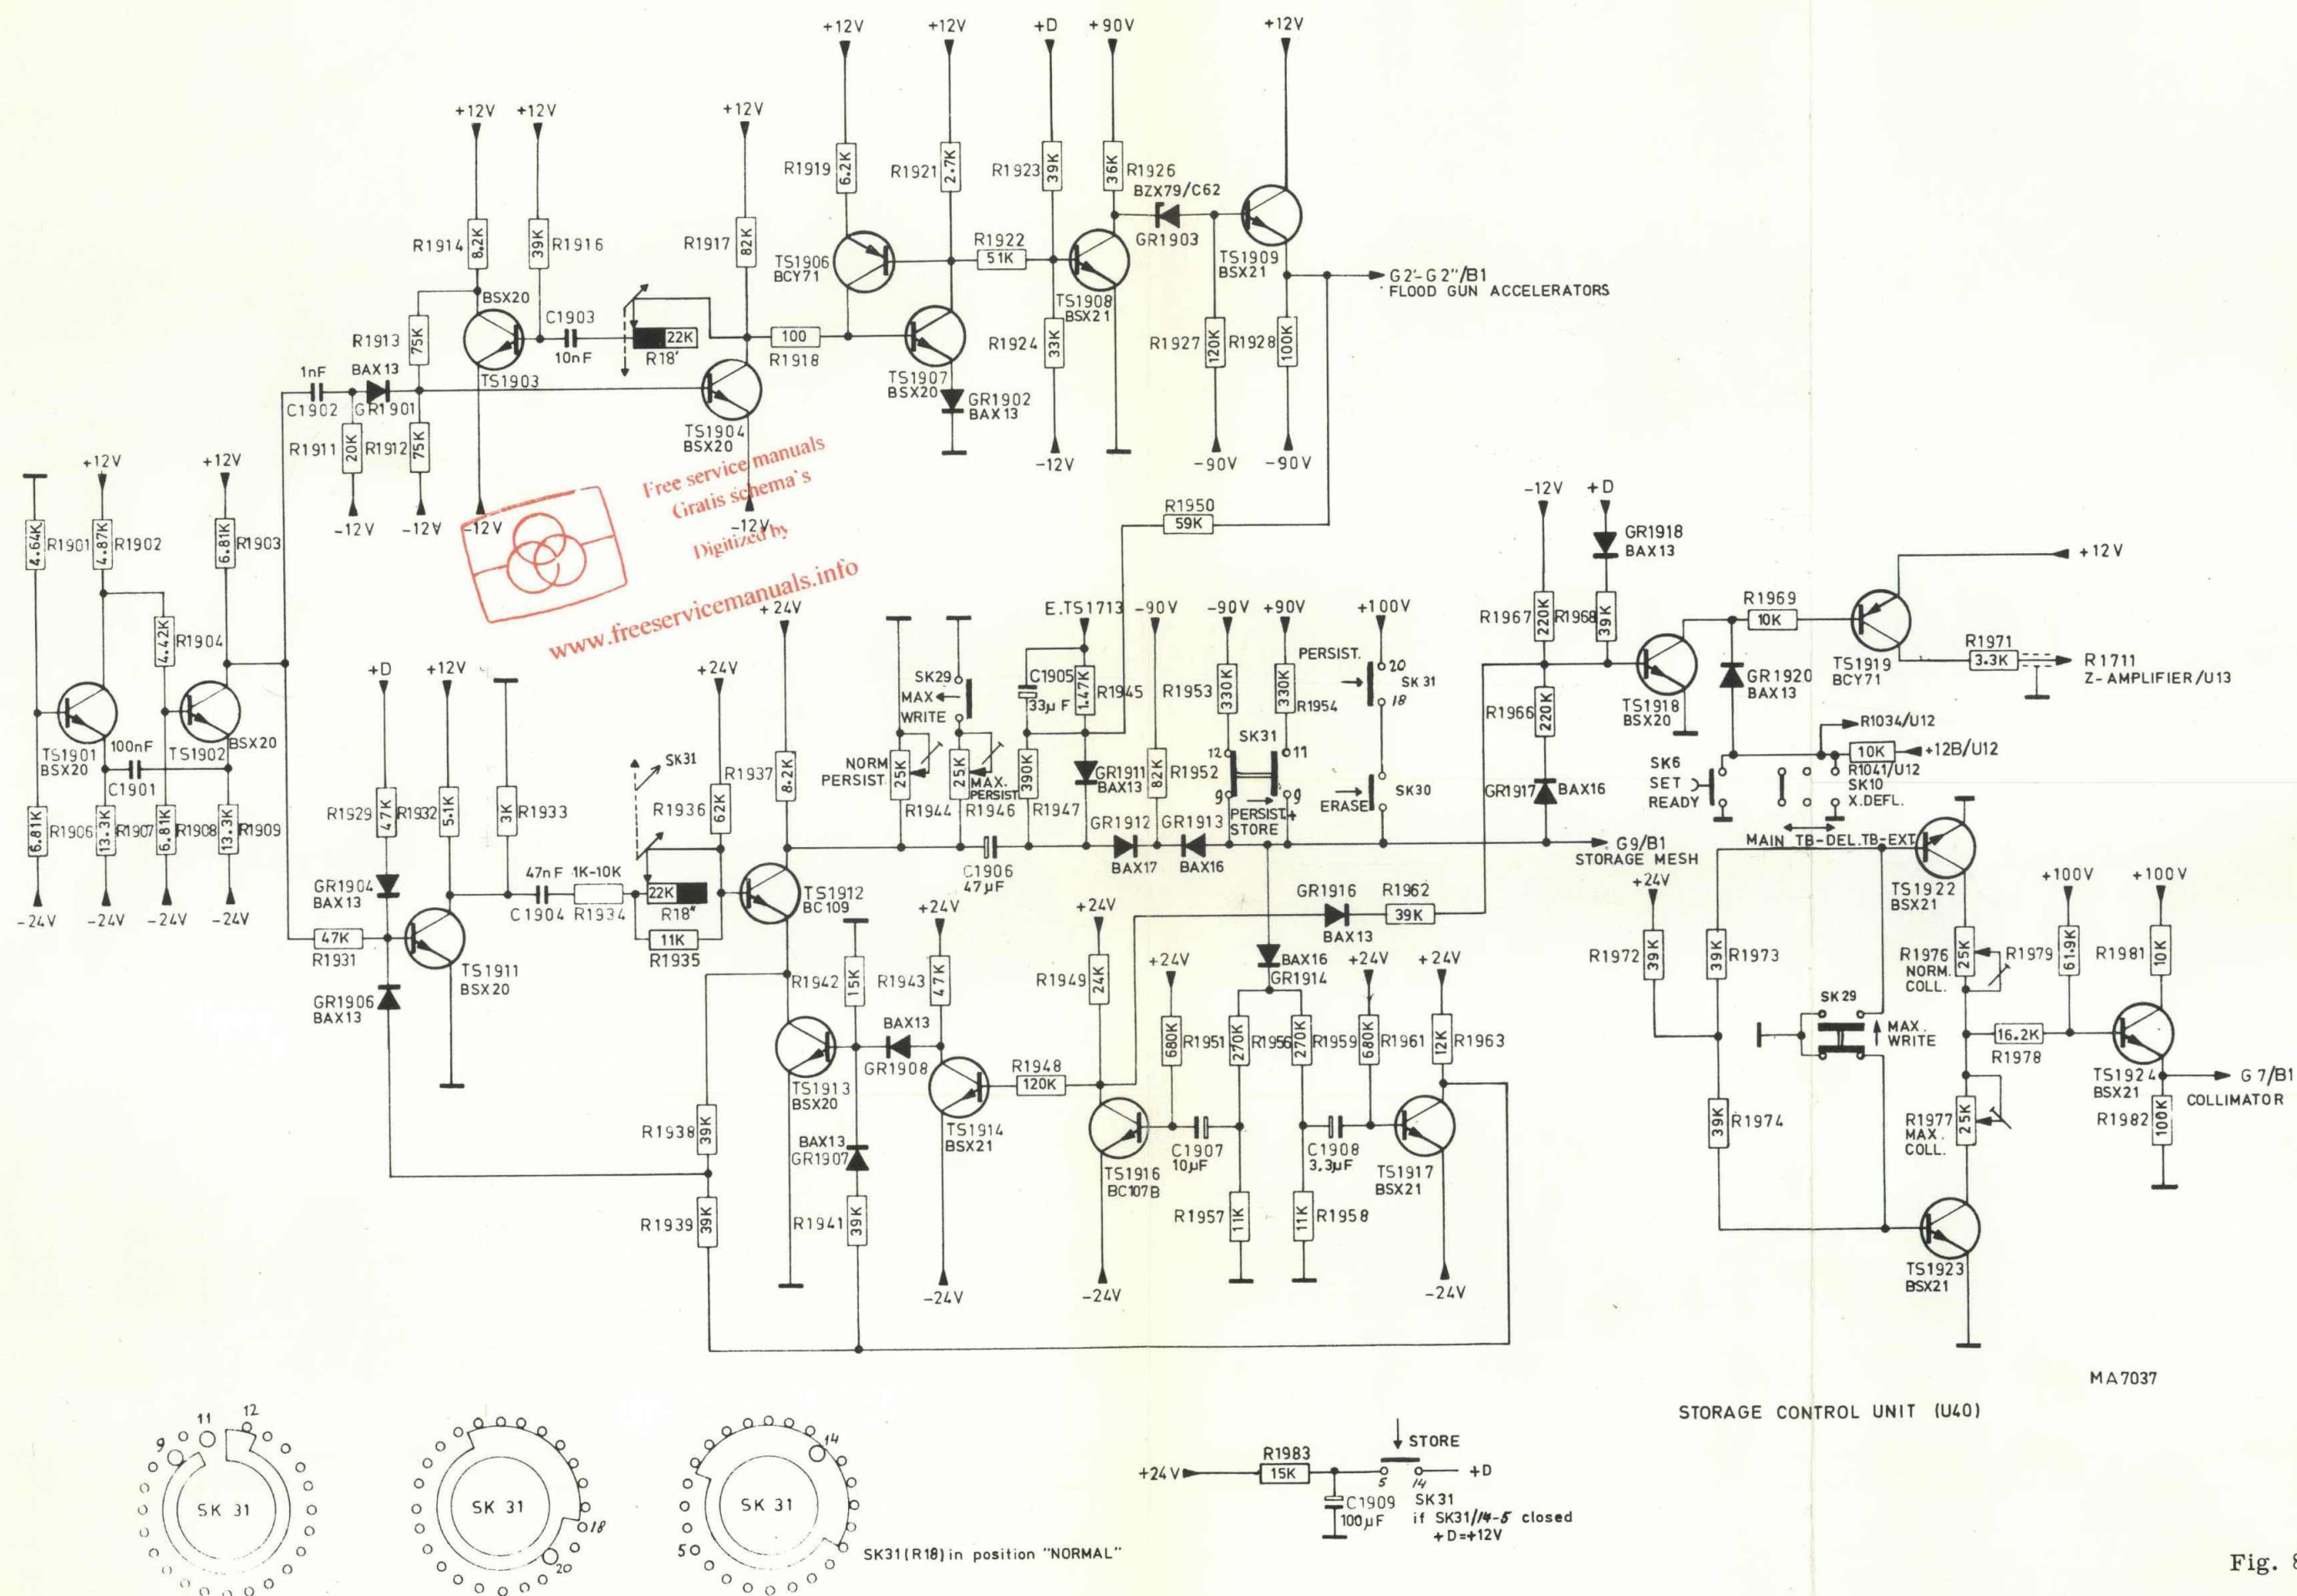 +12V +12V +D +90V +12V
+12V +12V +12V
R1919 6.2K R1921 2.7K R1923 39K 36K R1926
BZX79/C62
GR1903
R1914 8.2K 39K R1916 R1917 82K
TS1906
BCY71
R1922
51K
TS1909
BSX21
G2'-G2"/B1
FLOOD GUN ACCELERATORS
BSX20
TS1903
C1903
10nF
22K
R18'
100
R1918
TS1908
BSX21
R1913 75K
R1924 33K R1927 120K R1928 100K
1nF BAX13
C1902 GR1901
TS1907
BSX20
GR1902
BAX13
R1911 20K R1912 75K
TS1904
BSX20
-12V -12V -12V -12V -12V -90V -90V
Free service manuals
Gratis schema's
Digitized by
www.freeservicemanuals.info
+12V +12V
4.64K R1901 4.87K R1902 6.81K R1903
4.42K R1904
TS1901
BSX20
100nF
C1901
TS1902 BSX20
6.81K R1906 13.3K R1907 6.81K R1908 13.3K R1909
-24V -24V -24V -24V
R1950
59K
-12V +D
GR1918
BAX13
R1967 220K R1968 39K
R1969
10K
+12V
TS1919
BCY71
R1971
3.3K
R1711
Z-AMPLIFIER/U13
TS1918
BSX20
GR1920
BAX13
R1034/U12
10K +12B/U12
R1041/U12
SK10
X.DEFL.
SK6
SET
READY
MAIN TB-DEL.TB-EXT
R1966 220K
GR1917 BAX16
+D +12V +24V +24V
E.TS1713 -90V -90V +90V +100V
SK29
MAX
WRITE
C1905
33µF
1.47K R1945
R1953 330K 330K R1954
PERSIST. 20
SK31
18
NORM
PERSIST. 25K R1944
25K MAX.
PERSIST. R1946
390K R1947
GR1911
BAX13
82K R1952
SK31
12 11
9 9
PERSIST.+
STORE
ERASE SK30
GR1912 GR1913
BAX17 BAX16
C1906
47µF
G9/B1
STORAGE MESH
R1929 47K R1932 5.1K 3K R1933
SK31
R1936 62K R1937 8.2K
GR1904
BAX13
47nF 1K-10K
C1904 R1934
22K
R18"
11K
R1935
TS1912
BC109
47K
R1931
TS1911
BSX20
GR1906
BAX13
+24V +24V
GR1916 R1962
39K
BAX13
BAX16
GR1914
+24V +24V +24V
R1942 15K R1943 47K R1949 24K
BAX13
GR1908
TS1913
BSX20
680K R1951 270K R1956 270K R1959 680K R1961 12K R1963
R1948
120K
TS1914
BSX21
BAX13
GR1907
R1938 39K
R1939 39K R1941 39K
C1907
10µF
C1908
3,3µF
TS1916
BC107B
TS1917
BSX21
R1957 11K 11K R1958
-24V -24V -24V
+24V
R1972 39K 39K R1973
39K R1974
SK29
MAX.
WRITE
TS1922
BSX21
+100V +100V
R1976
NORM.
COLL. 25K
R1979 61.9K R1981 10K
16.2K
R1978
TS1924
BSX21
G7/B1
COLLIMATOR
R1977
MAX.
COLL. 25K
R1982 100K
TS1923
BSX21
MA7037
STORAGE CONTROL UNIT (U40)
9 11 12
SK 31
SK 31
18
20
14
SK 31
5
SK31(R18) in position "NORMAL"
STORE
+24V R1983
15K
5 14
+D
C1909
100µF
SK31
if SK31/14-5 closed
+D=+12V
Fig. 8